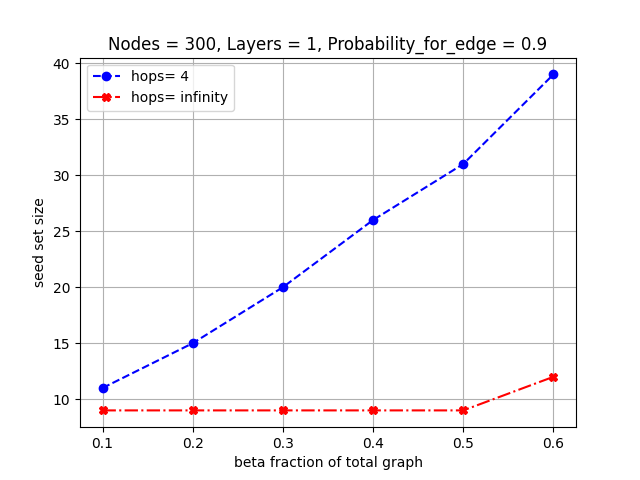 Nodes = 300, Layers = 1, Probability_for_edge = 0.9
hops= 4
hops= infinity
seed set size
40
35
30
25
20
15
10
0.1 0.2 0.3 0.4 0.5 0.6
beta fraction of total graph